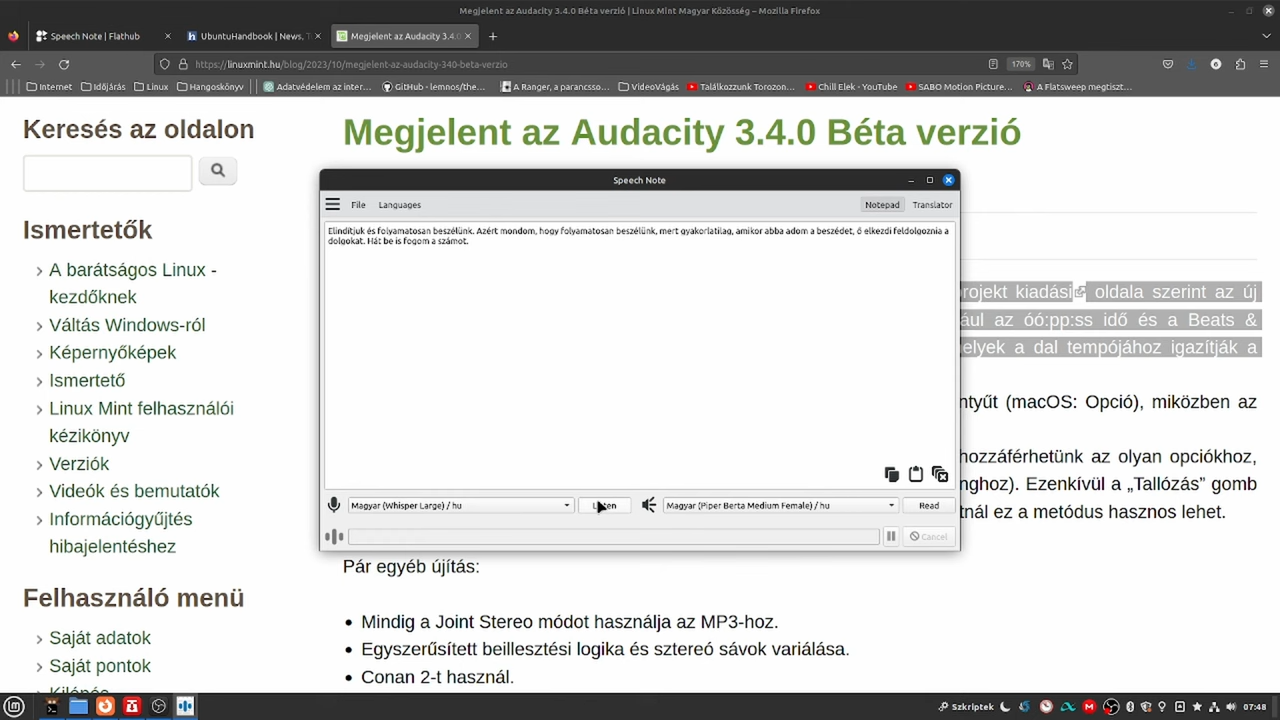 Megjelent az Audacity 3.4.0 Béta verzió | Linux Mint Magyar Közösség – Mozilla Firefox
Speech Note | Flathub
UbuntuHandbook | News, T
Megjelent az Audacity 3.4.0
https://linuxmint.hu/blog/2023/10/megjelent-az-audacity-340-beta-verzio
170%
Internet
Időjárás
Linux
Hangoskönyv
Adatvédelem az inter…
GitHub - lemnos/the…
A Ranger, a parancsso…
VideoVágás
Találkozzunk Torozon…
Chill Elek - YouTube
SABO Motion Picture…
A Flatsweep megtiszt…
Keresés az oldalon
Ismertetők
A barátságos Linux -
kezdőknek
Váltás Windows-ról
Képernyőképek
Ismertető
Linux Mint felhasználói
kézikönyv
Verziók
Videók és bemutatók
Információgyűjtés
hibajelentéshez
Felhasználó menü
Saját adatok
Saját pontok
Kilépés
Megjelent az Audacity 3.4.0 Béta verzió
Speech Note
File
Languages
Notepad
Translator
Elindítjuk és folyamatosan beszélünk. Azért mondom, hogy folyamatosan beszélünk, mert gyakorlatilag, amikor abba adom a beszédet, ő elkezdi feldolgoznia a
dolgokat. Hát be is fogom a számot.
Magyar (Whisper Large) / hu
Listen
Magyar (Piper Berta Medium Female) / hu
Read
Cancel
projekt kiadási oldala szerint az új
ául az óó:pp:ss idő és a Beats &
elyek a dal tempójához igazítják a
ntyűt (macOS: Opció), miközben az
hozzáférhetünk az olyan opciókhoz,
nghoz). Ezenkívül a „Tallózás” gomb
tnál ez a metódus hasznos lehet.
Pár egyéb újítás:
Mindig a Joint Stereo módot használja az MP3-hoz.
Egyszerűsített beillesztési logika és sztereó sávok variálása.
Conan 2-t használ.
Szkriptek
07:48